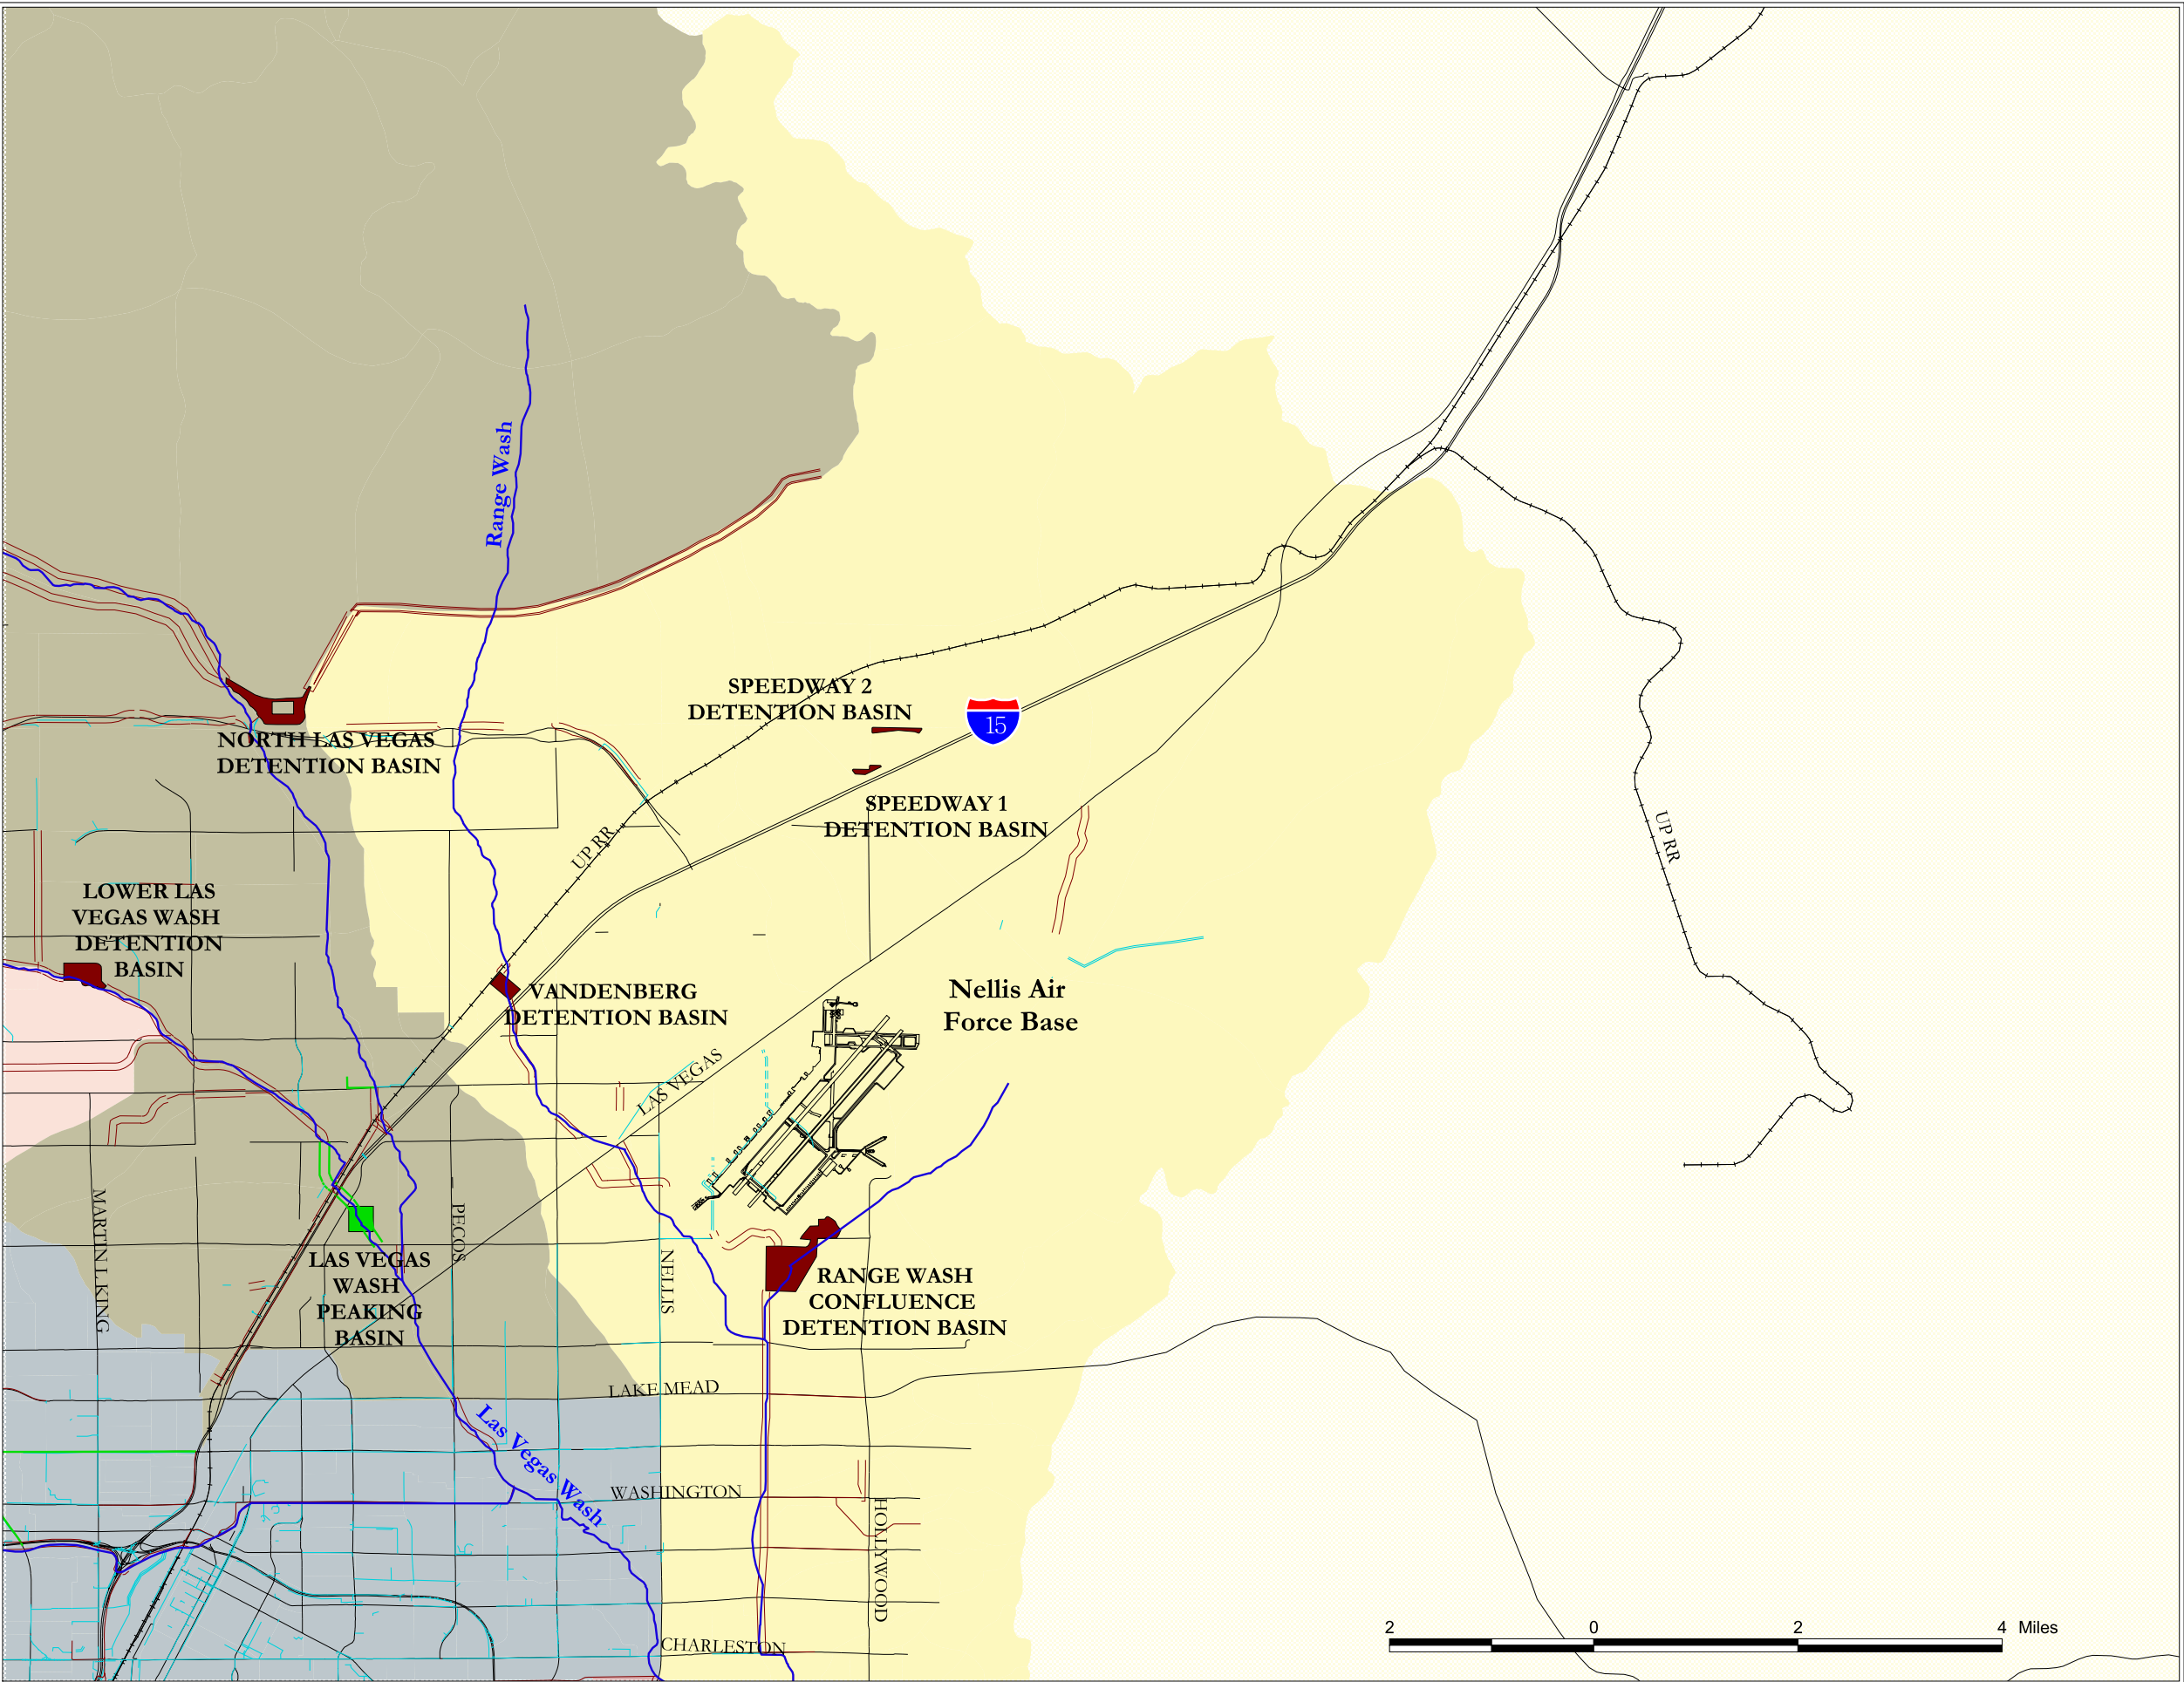 Range Wash
SPEEDWAY 2
DETENTION BASIN
15
NORTH LAS VEGAS
DETENTION BASIN
SPEEDWAY 1
DETENTION BASIN
UP RR
UP RR
LOWER LAS
VEGAS WASH
DETENTION
BASIN
VANDENBERG
DETENTION BASIN
Nellis Air
Force Base
LAS VEGAS
MARTIN L KING
PECOS
NELLIS
LAS VEGAS
WASH
PEAKING
BASIN
RANGE WASH
CONFLUENCE
DETENTION BASIN
LAKE MEAD
Las Vegas Wash
WASHINGTON
HOLLYWOOD
CHARLESTON
2 0 2 4 Miles